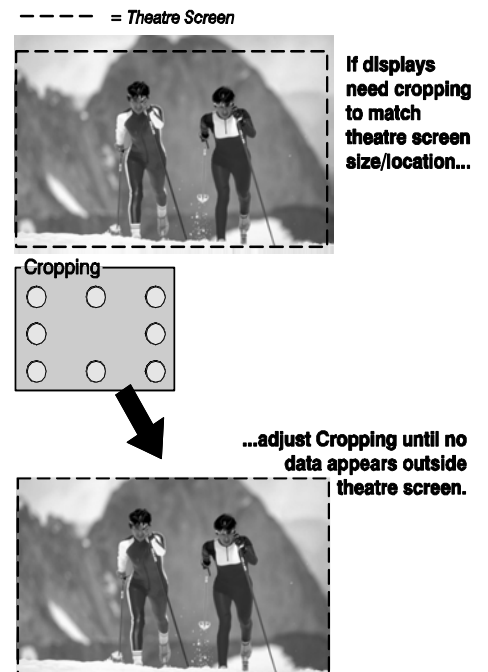 = Theatre Screen
If displays
need cropping
to match
theatre screen
size/location...
Cropping
...adjust Cropping until no
data appears outside
theatre screen.